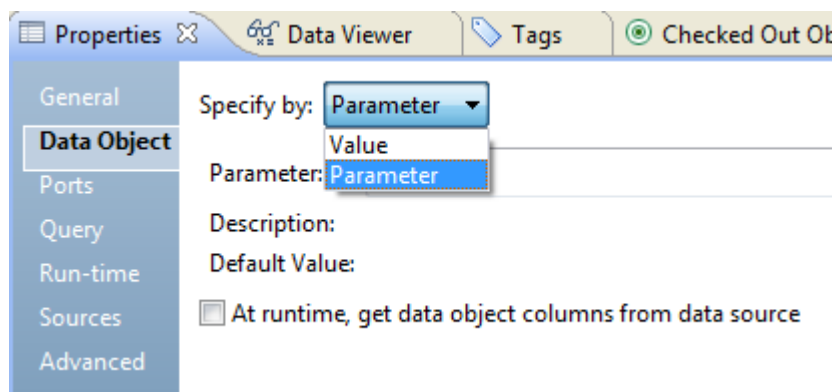 Properties Data Viewer Tags Checked Out Ob
General
Specify by: Parameter
Data Object
Value
Parameter: Parameter
Ports
Description:
Query
Default Value:
Run-time
At runtime, get data object columns from data source
Sources
Advanced